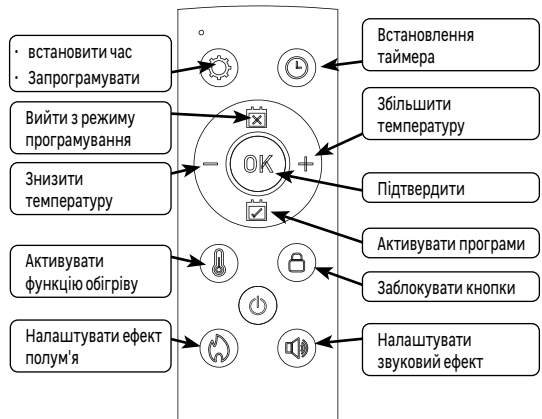 · встановити час
· Запрограмувати
Встановлення
таймера
Вийти з режиму
програмування
Збільшити
температуру
OK
Знизити
температуру
Підтвердити
Активувати програми
Активувати
функцію обігріву
Заблокувати кнопки
Налаштувати ефект
полум'я
Налаштувати
звуковий ефект